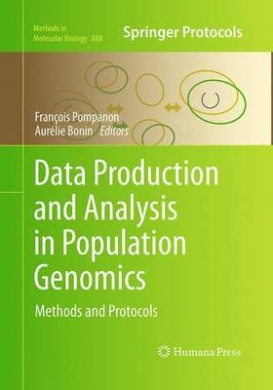 Methods in
Molecular Biology 888
Springer Protocols
François Pompanon
Aurélie Bonin Editors
Data Production
and Analysis
in Population
Genomics
Methods and Protocols
Humana Press